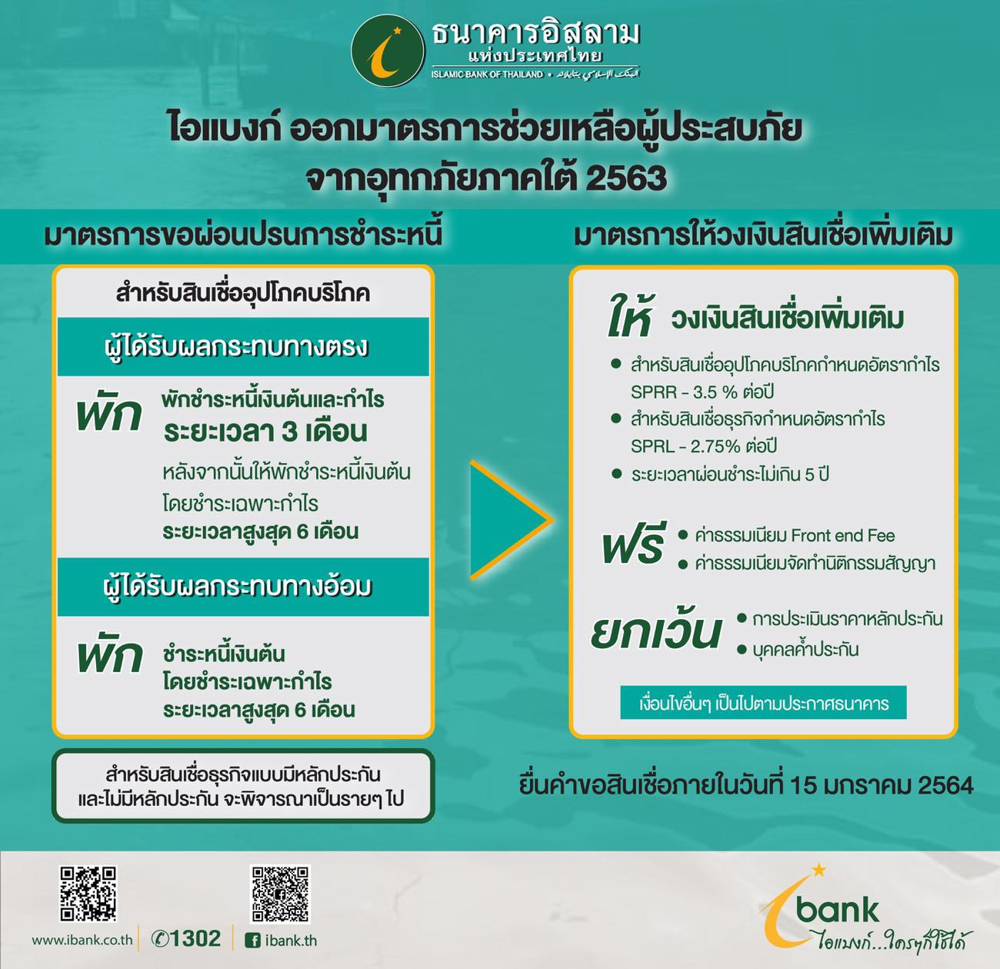 ธนาคารอิสลาม
แห่งประเทศไทย
ISLAMIC BANK OF THAILAND • البنك الإسلامي بتايلاند
ไอแบงก์ ออกมาตรการช่วยเหลือผู้ประสบภัย
จากอุทกภัยภาคใต้ 2563
มาตรการขอผ่อนปรนการชำระหนี้
สำหรับสินเชื่ออุปโภคบริโภค
ผู้ได้รับผลกระทบทางตรง
พัก
พักชำระหนี้เงินต้นและกำไร
ระยะเวลา 3 เดือน
หลังจากนั้นให้พักชำระหนี้เงินต้น
โดยชำระเฉพาะกำไร
ระยะเวลาสูงสุด 6 เดือน
ผู้ได้รับผลกระทบทางอ้อม
พัก
ชำระหนี้เงินต้น
โดยชำระเฉพาะกำไร
ระยะเวลาสูงสุด 6 เดือน
สำหรับสินเชื่อธุรกิจแบบมีหลักประกัน
และไม่มีหลักประกัน จะพิจารณาเป็นรายๆ ไป
มาตรการให้วงเงินสินเชื่อเพิ่มเติม
ให้ วงเงินสินเชื่อเพิ่มเติม
• สำหรับสินเชื่ออุปโภคบริโภคกำหนดอัตรากำไร
SPRR - 3.5 % ต่อปี
• สำหรับสินเชื่อธุรกิจกำหนดอัตรากำไร
SPRL - 2.75% ต่อปี
• ระยะเวลาผ่อนชำระไม่เกิน 5 ปี
ฟรี
• ค่าธรรมเนียม Front end Fee
• ค่าธรรมเนียมจัดทำนิติกรรมสัญญา
ยกเว้น
• การประเมินราคาหลักประกัน
• บุคคลค้ำประกัน
เงื่อนไขอื่นๆ เป็นไปตามประกาศธนาคาร
ยื่นคำขอสินเชื่อภายในวันที่ 15 มกราคม 2564
www.ibank.co.th
1302
ibank.th
ibank
ไอแบงก์...ใครๆก็ใช้ได้